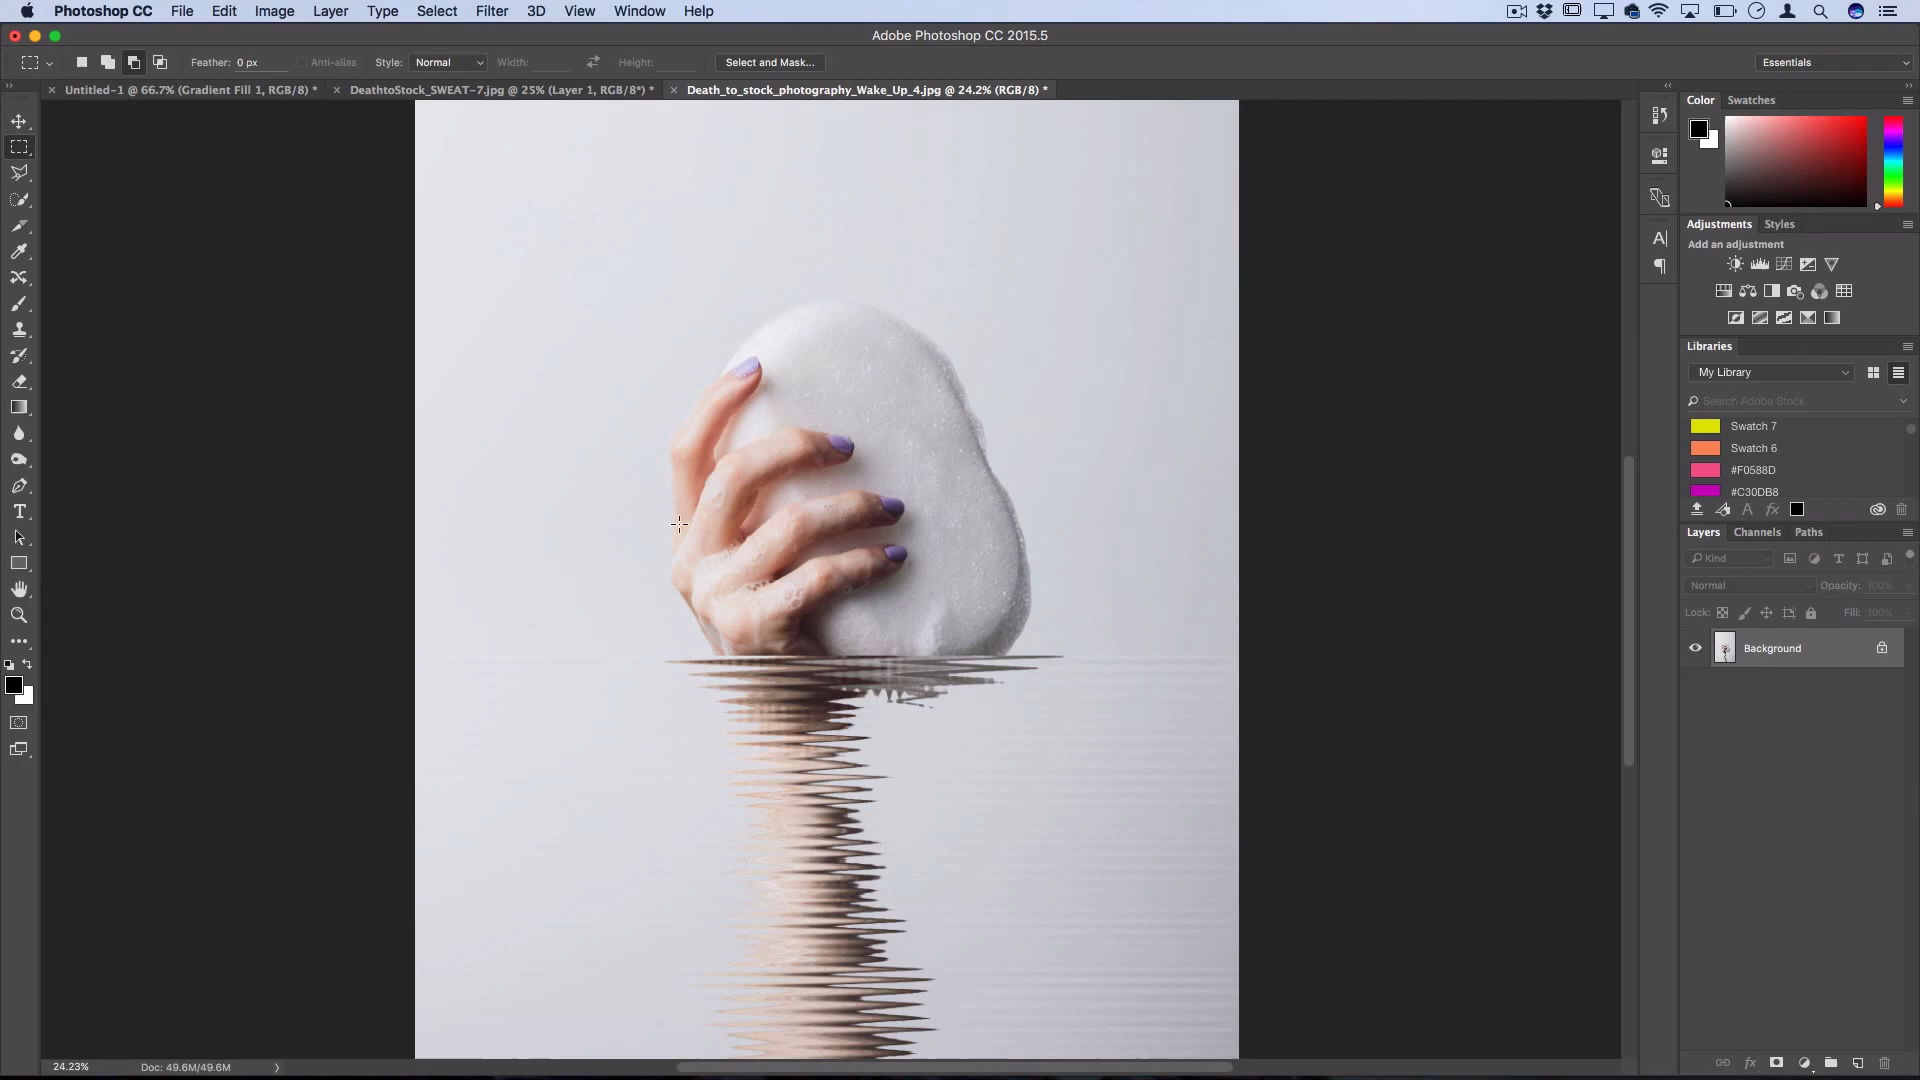 Photoshop CC File Edit Image Layer Type Select Filter 3D View Window Help
Adobe Photoshop CC 2015.5
Feather: 0 px Anti-alias Style: Normal Width: Height: Select and Mask... Essentials
Untitled-1 @ 66.7% (Gradient Fill 1, RGB/8) * DeathtoStock_SWEAT-7.jpg @ 25% (Layer 1, RGB/8*) * Death_to_stock_photography_Wake_Up_4.jpg @ 24.2% (RGB/8) *
Color Swatches
Adjustments Styles
Add an adjustment
Libraries
My Library
Search Adobe Stock
Swatch 7
Swatch 6
#F0588D
#C30DB8
Layers Channels Paths
Kind
Normal Opacity: 100%
Lock: Fill: 100%
Background
24.23% Doc: 49.6M/49.6M